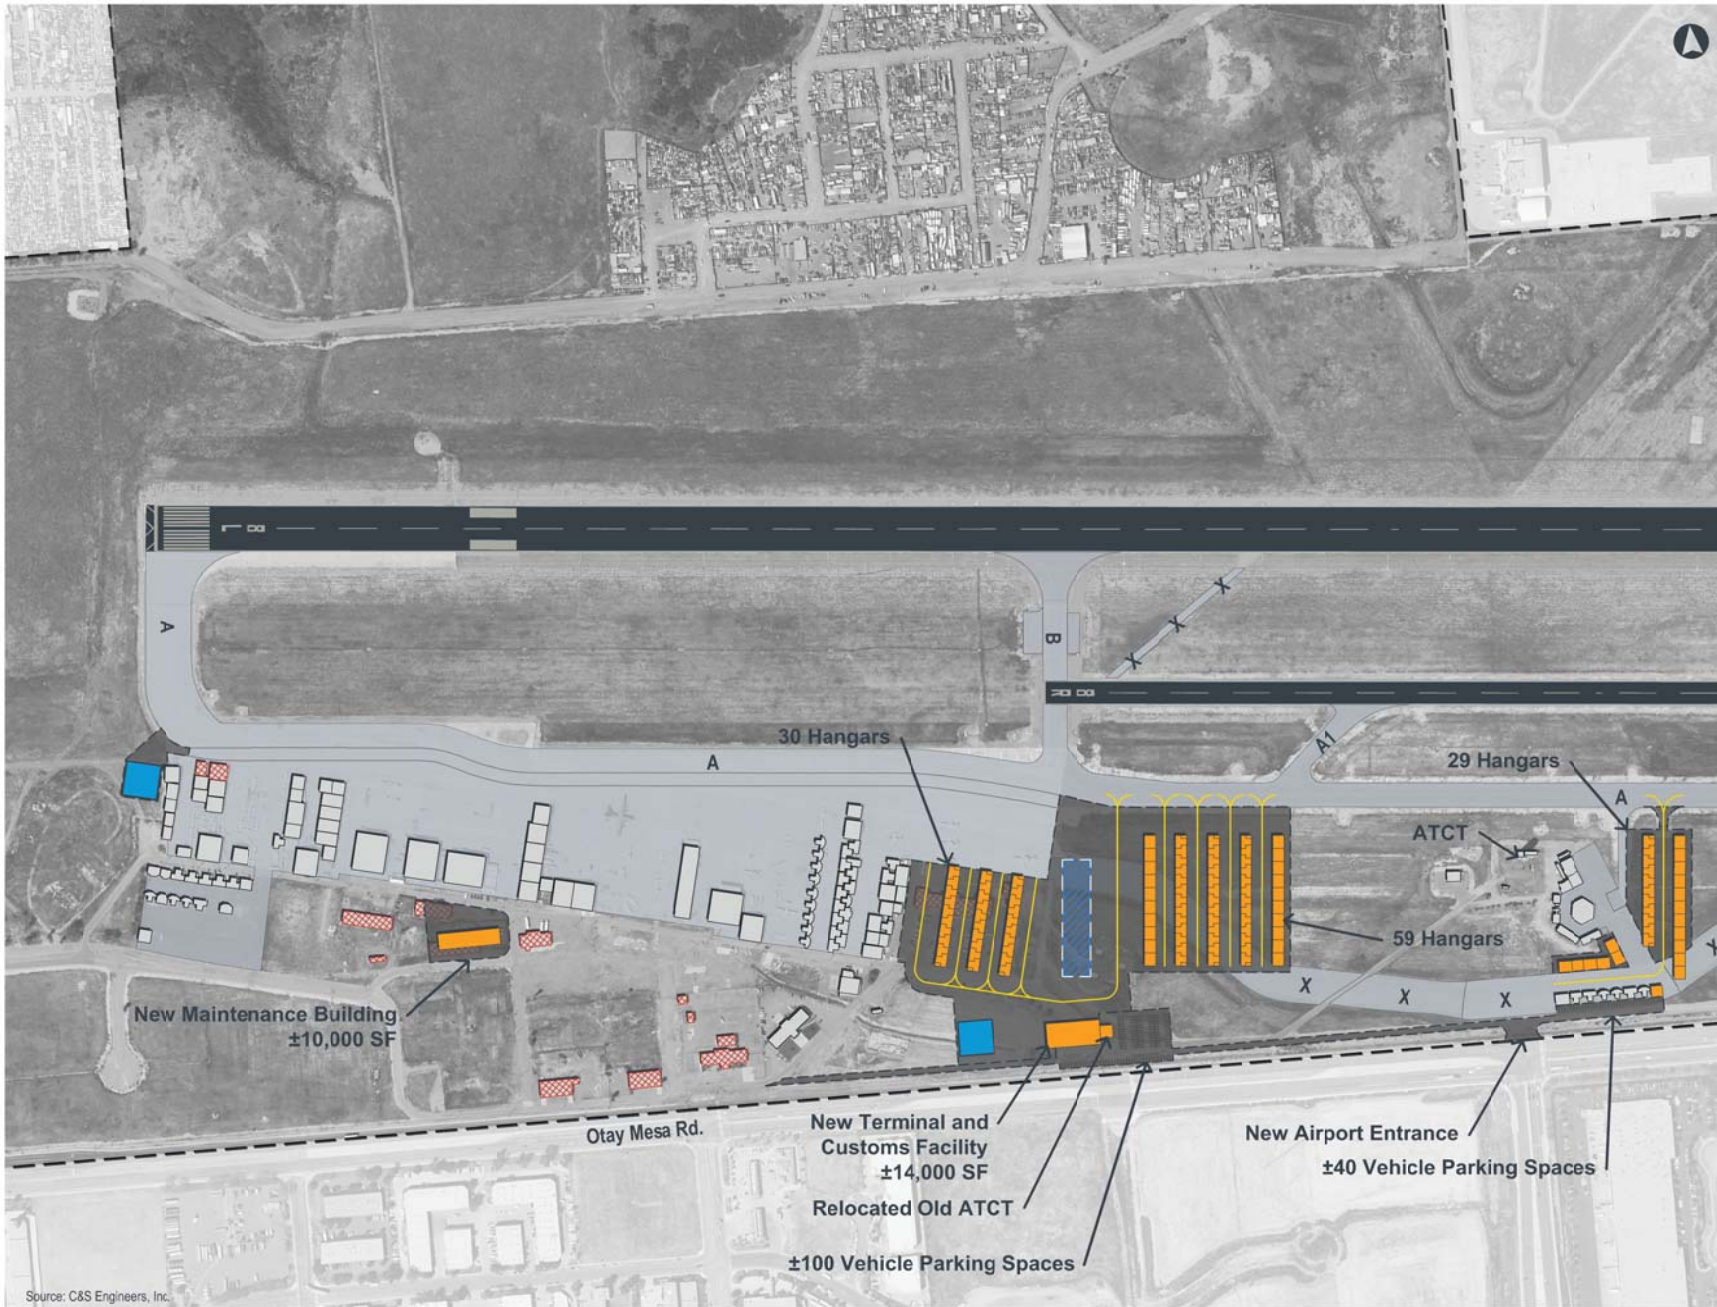 L 8
A
B
R 8
30 Hangars
A1
29 Hangars
A
A
ATCT
X
X
X
59 Hangars
X
X
X
X
New Maintenance Building
±10,000 SF
Otay Mesa Rd.
New Terminal and
Customs Facility
±14,000 SF
New Airport Entrance
±40 Vehicle Parking Spaces
Relocated Old ATCT
±100 Vehicle Parking Spaces
Source: C&S Engineers, Inc.